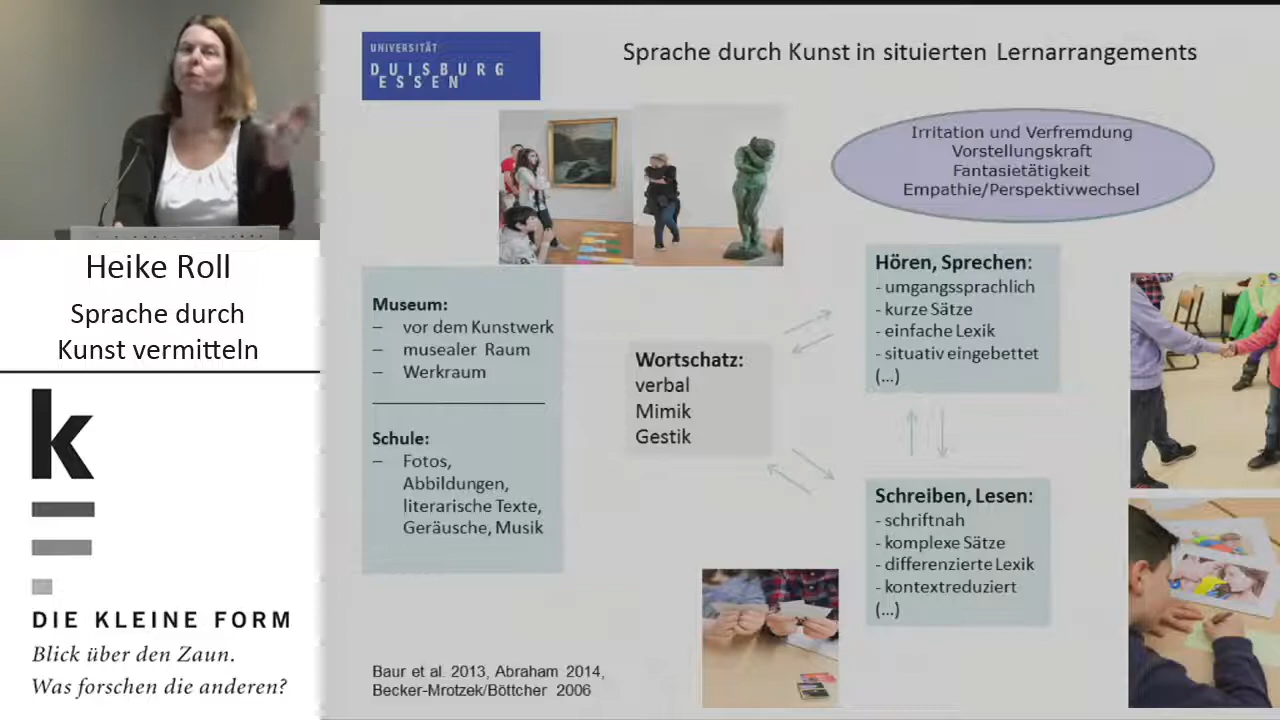 Heike Roll
Sprache durch
Kunst vermitteln
k
DIE KLEINE FORM
Blick über den Zaun.
Was forschen die anderen?
UNIVERSITÄT
DUISBURG
ESSEN
Sprache durch Kunst in situierten Lernarrangements
Irritation und Verfremdung
Vorstellungskraft
Fantasietätigkeit
Empathie/Perspektivwechsel
Museum:
– vor dem Kunstwerk
– musealer Raum
– Werkraum
Schule:
– Fotos,
Abbildungen,
literarische Texte,
Geräusche, Musik
Wortschatz:
verbal
Mimik
Gestik
Hören, Sprechen:
- umgangssprachlich
- kurze Sätze
- einfache Lexik
- situativ eingebettet
(...)
Schreiben, Lesen:
- schriftnah
- komplexe Sätze
- differenzierte Lexik
- kontextreduziert
(...)
Baur et al. 2013, Abraham 2014,
Becker-Mrotzek/Böttcher 2006